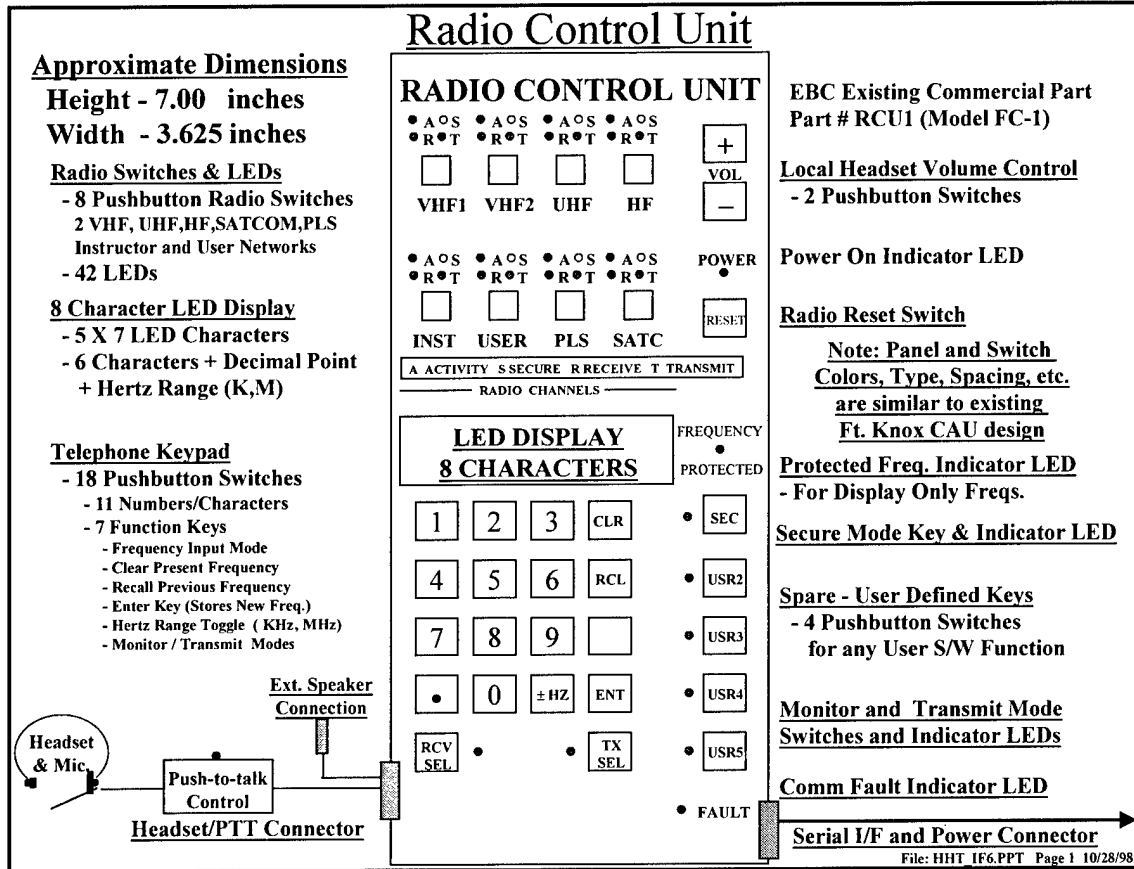 Radio Control Unit
Approximate Dimensions
Height - 7.00 inches
Width - 3.625 inches
Radio Switches & LEDs
- 8 Pushbutton Radio Switches
2 VHF, UHF,HF,SATCOM,PLS
Instructor and User Networks
- 42 LEDs
8 Character LED Display
- 5 X 7 LED Characters
- 6 Characters + Decimal Point
+ Hertz Range (K,M)
Telephone Keypad
- 18 Pushbutton Switches
- 11 Numbers/Characters
- 7 Function Keys
- Frequency Input Mode
- Clear Present Frequency
- Recall Previous Frequency
- Enter Key (Stores New Freq.)
- Hertz Range Toggle ( KHz, MHz)
- Monitor / Transmit Modes
Ext. Speaker
Connection
Headset
& Mic.
Push-to-talk
Control
Headset/PTT Connector
RADIO CONTROL UNIT
A S A S A S A S
R T R T R T R T
VHF1 VHF2 UHF HF
+
VOL
−
A S A S A S A S
R T R T R T R T
INST USER PLS SATC
POWER
RESET
A ACTIVITY S SECURE R RECEIVE T TRANSMIT
RADIO CHANNELS
LED DISPLAY
8 CHARACTERS
FREQUENCY
PROTECTED
1 2 3 CLR SEC
4 5 6 RCL USR2
7 8 9 USR3
• 0 ± HZ ENT USR4
RCV SEL TX SEL USR5
FAULT
EBC Existing Commercial Part
Part # RCU1 (Model FC-1)
Local Headset Volume Control
- 2 Pushbutton Switches
Power On Indicator LED
Radio Reset Switch
Note: Panel and Switch
Colors, Type, Spacing, etc.
are similar to existing
Ft. Knox CAU design
Protected Freq. Indicator LED
- For Display Only Freqs.
Secure Mode Key & Indicator LED
Spare - User Defined Keys
- 4 Pushbutton Switches
for any User S/W Function
Monitor and Transmit Mode
Switches and Indicator LEDs
Comm Fault Indicator LED
Serial I/F and Power Connector
File: HHT_IF6.PPT Page 1 10/28/98